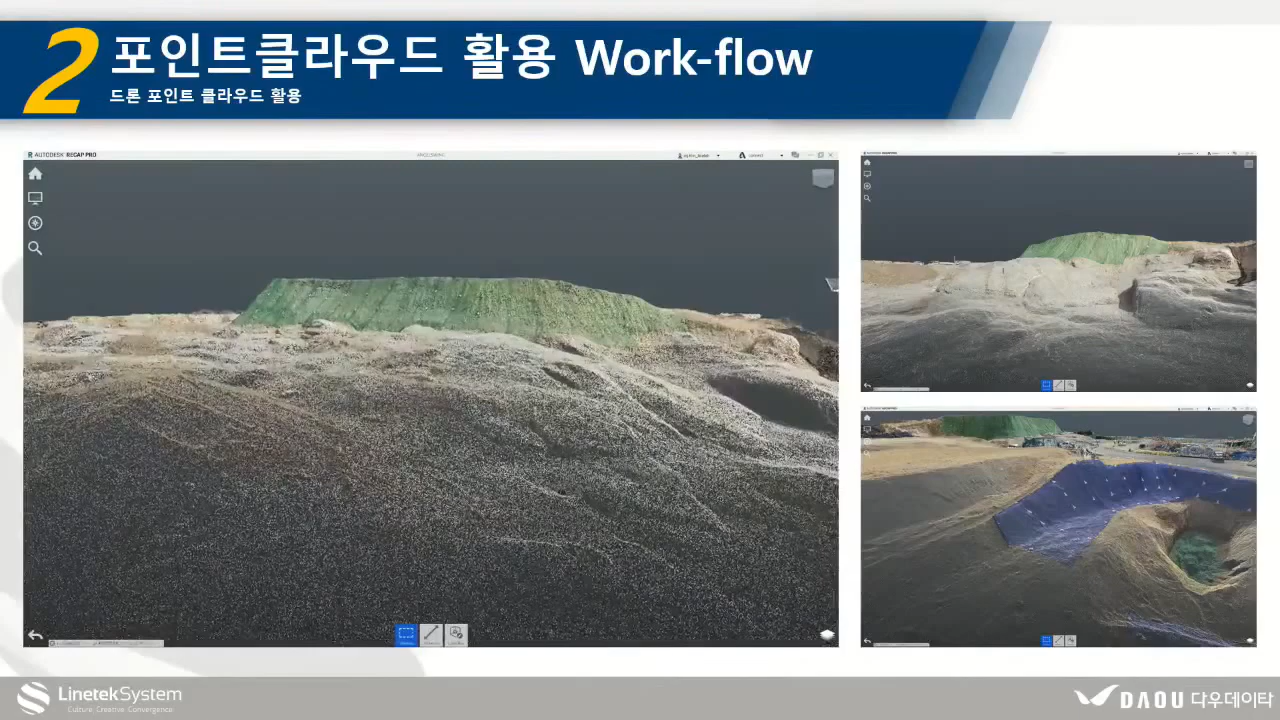 2
포인트클라우드 활용 Work-flow
드론 포인트 클라우드 활용
AUTODESK RECAP PRO
LinetekSystem
Culture, Creative, Convergence
DAOU 다우데이타